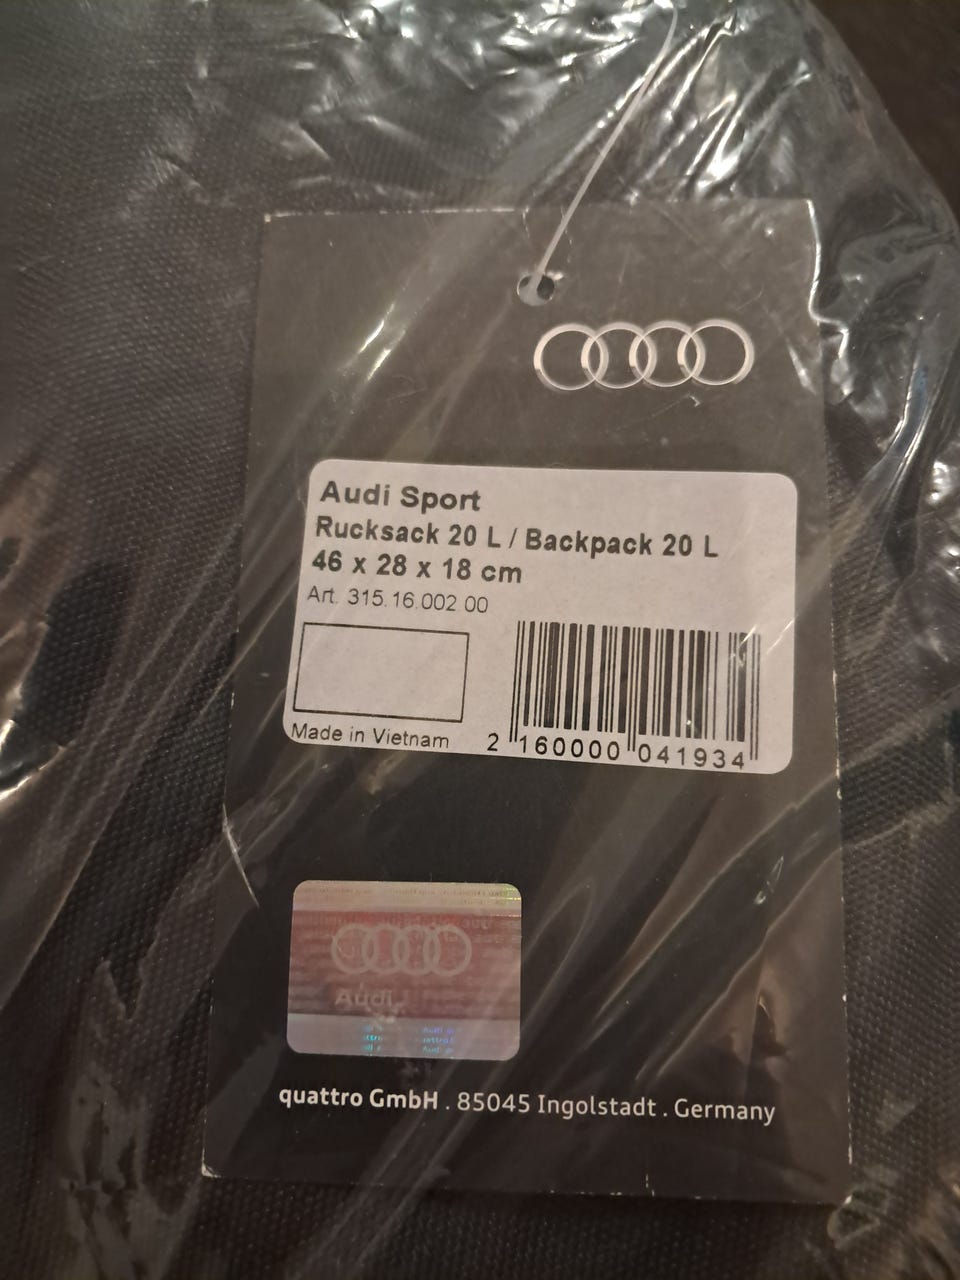 Audi Sport
Rucksack 20 L / Backpack 20 L
46 x 28 x 18 cm
Art. 315.16.002 00
Made in Vietnam
2 160000 041934
Audi
quattro GmbH . 85045 Ingolstadt . Germany